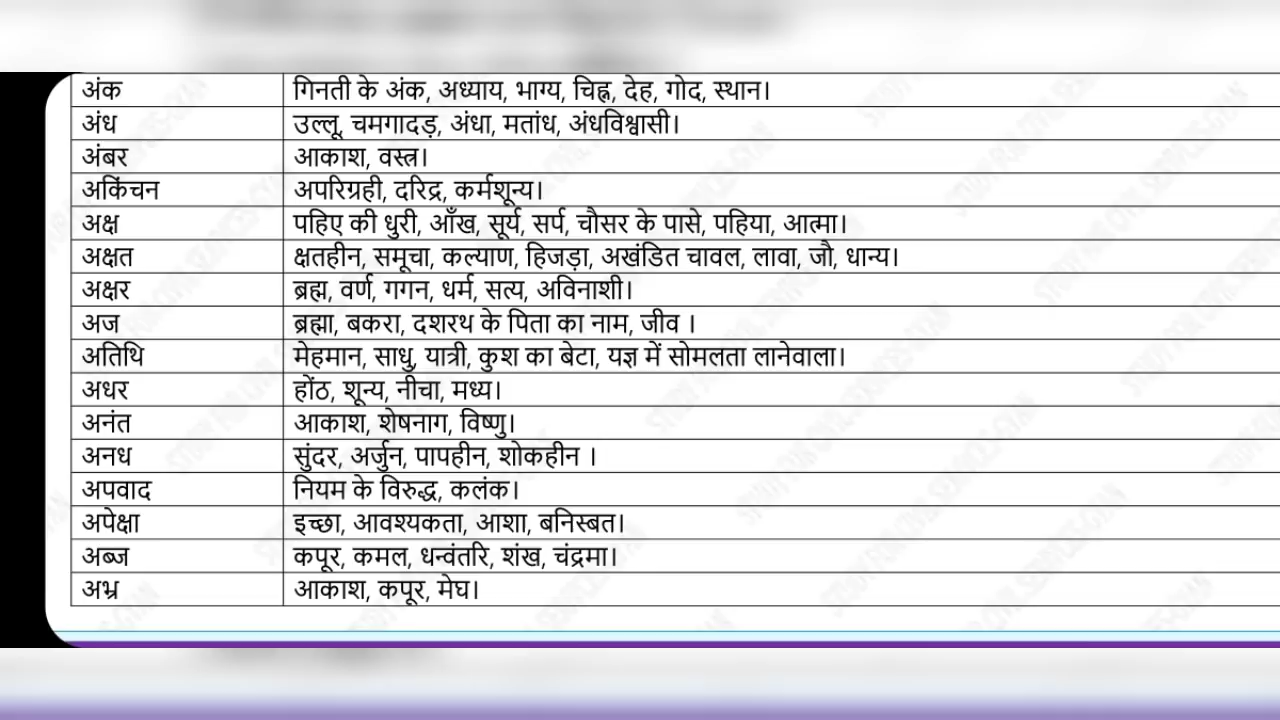 अंक गिनती के अंक, अध्याय, भाग्य, चिह्न, देह, गोद, स्थान।
अंध उल्लू, चमगादड़, अंधा, मतांध, अंधविश्वासी।
अंबर आकाश, वस्त्र।
अकिंचन अपरिग्रही, दरिद्र, कर्मशून्य।
अक्ष पहिए की धुरी, आँख, सूर्य, सर्प, चौसर के पासे, पहिया, आत्मा।
अक्षत क्षतहीन, समूचा, कल्याण, हिजड़ा, अखंडित चावल, लावा, जौ, धान्य।
अक्षर ब्रह्म, वर्ण, गगन, धर्म, सत्य, अविनाशी।
अज ब्रह्मा, बकरा, दशरथ के पिता का नाम, जीव ।
अतिथि मेहमान, साधु, यात्री, कुश का बेटा, यज्ञ में सोमलता लानेवाला।
अधर होंठ, शून्य, नीचा, मध्य।
अनंत आकाश, शेषनाग, विष्णु।
अनध सुंदर, अर्जुन, पापहीन, शोकहीन ।
अपवाद नियम के विरुद्ध, कलंक।
अपेक्षा इच्छा, आवश्यकता, आशा, बनिस्बत।
अब्ज कपूर, कमल, धन्वंतरि, शंख, चंद्रमा।
अभ्र आकाश, कपूर, मेघ।